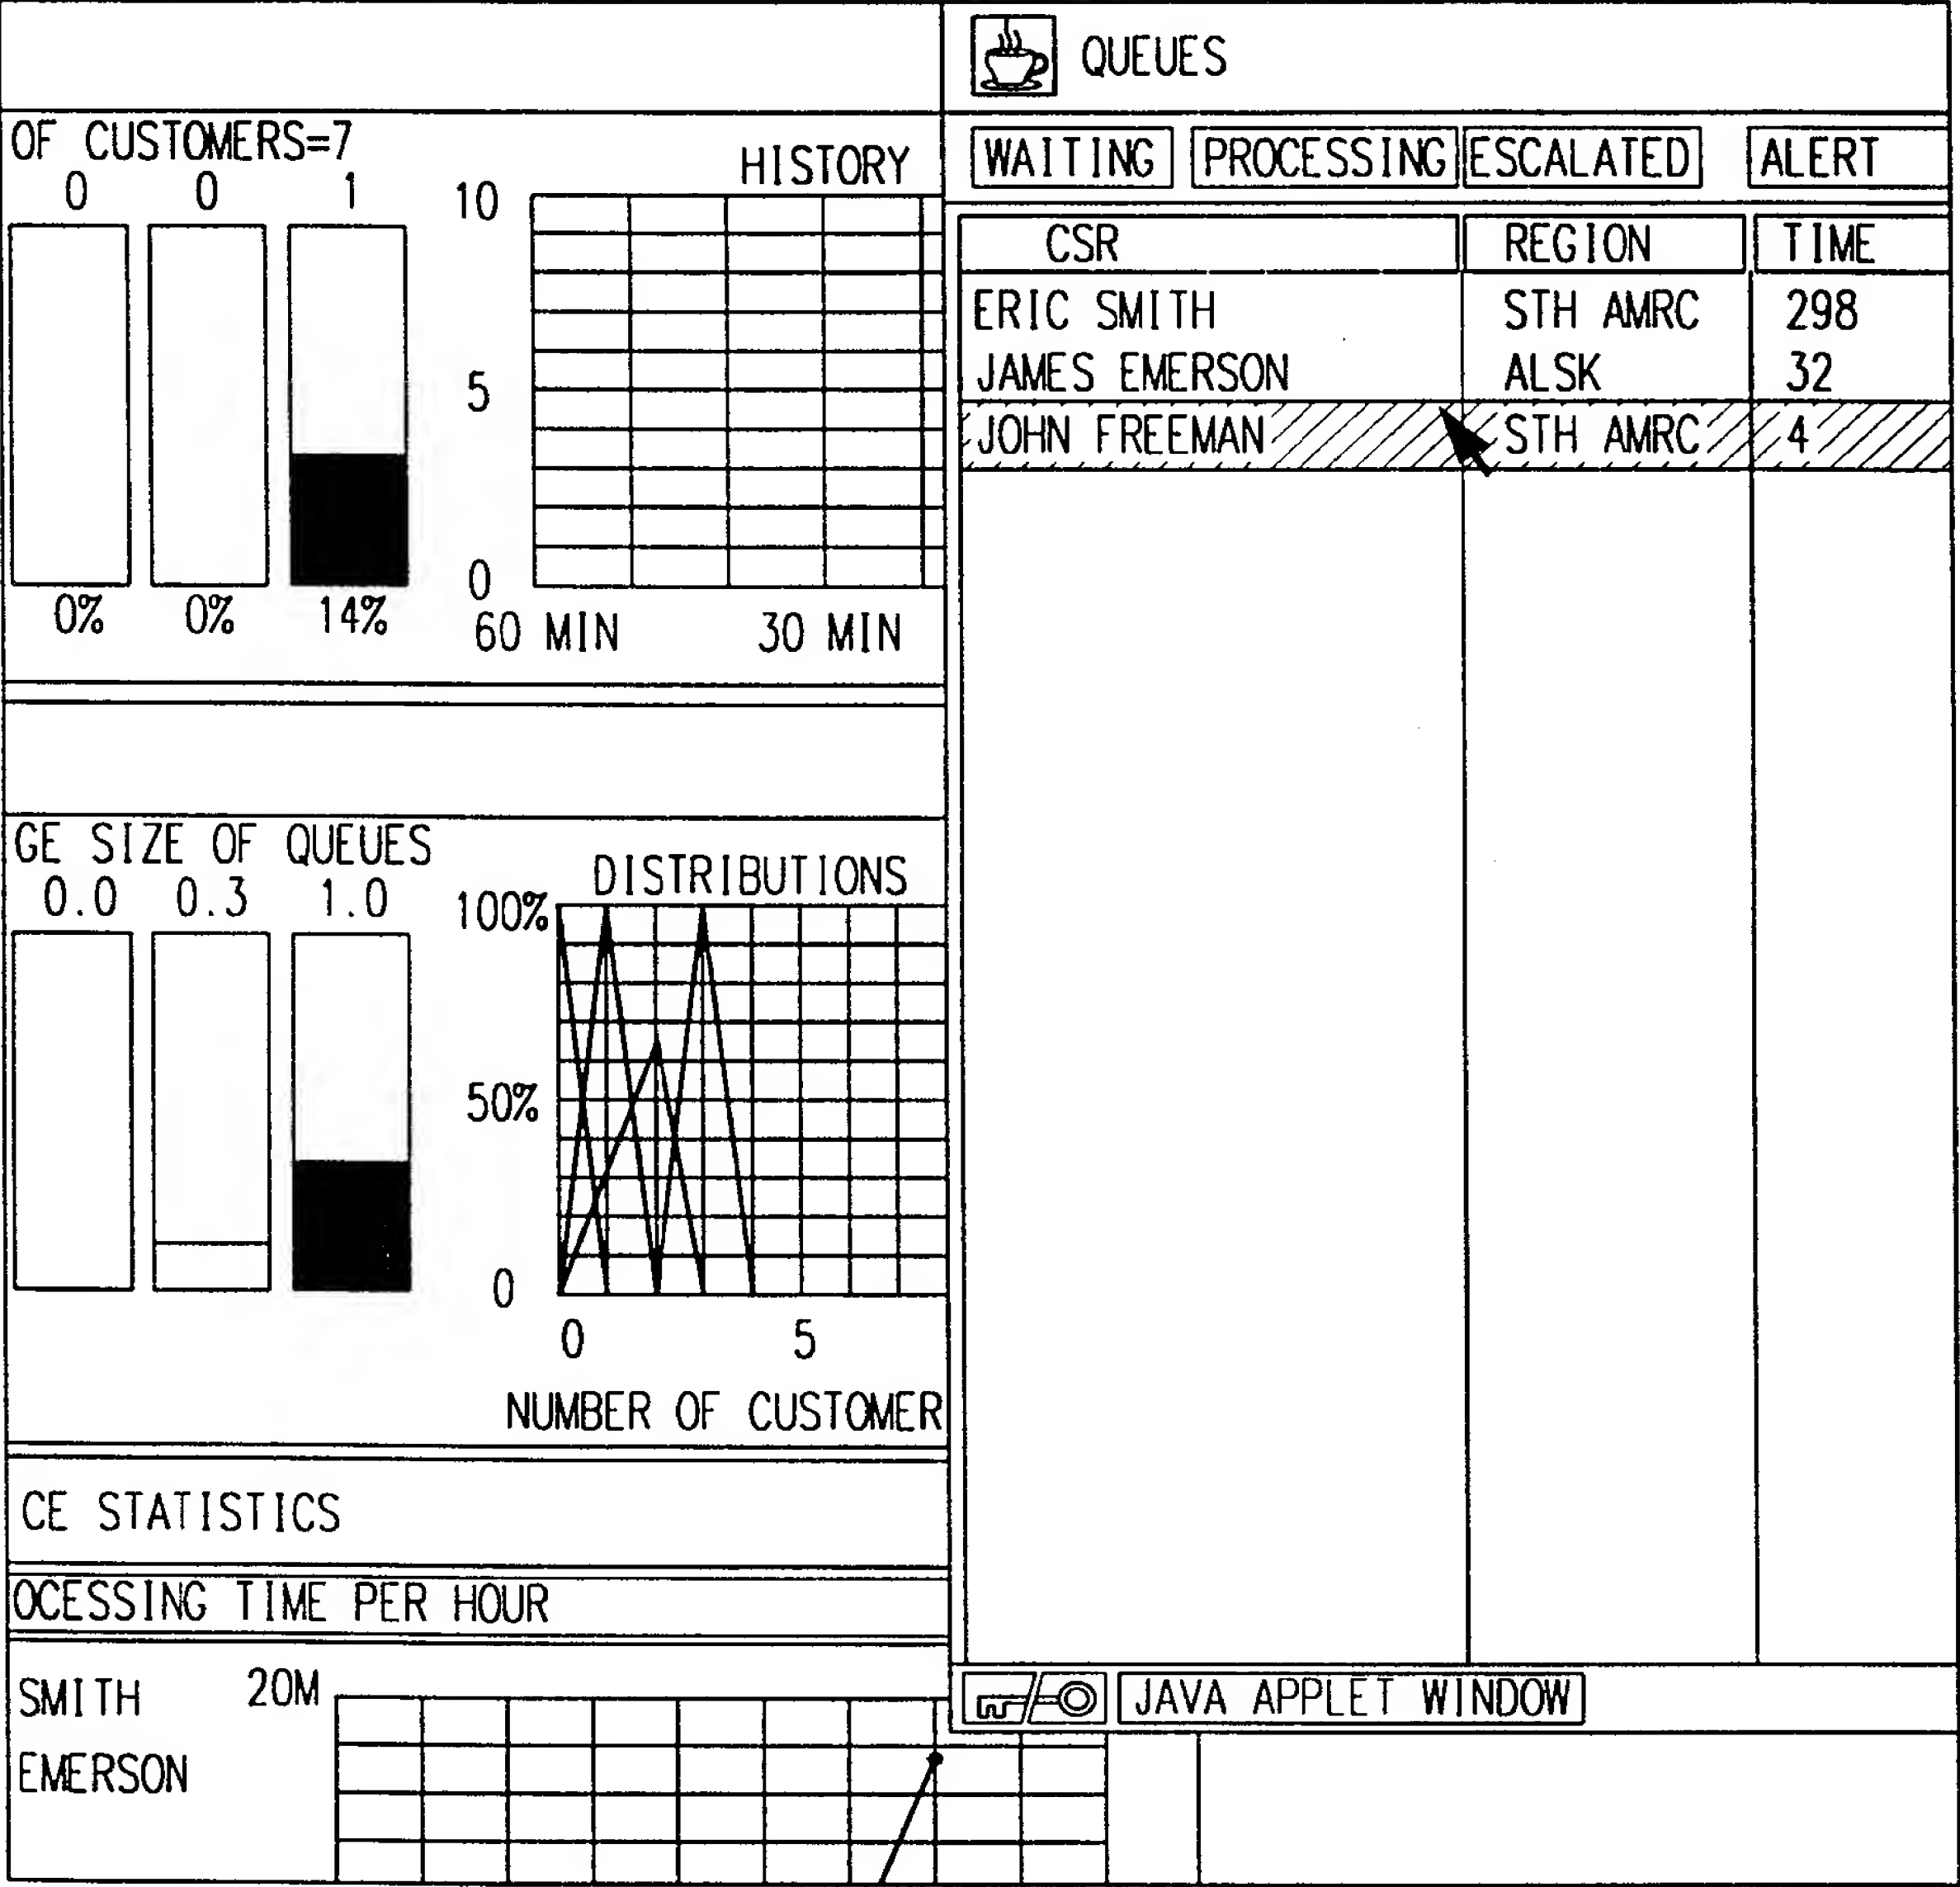 OF CUSTOMERS=7
0 0 1
HISTORY
10
5
0
0% 0% 14%
60 MIN 30 MIN
GE SIZE OF QUEUES
0.0 0.3 1.0
DISTRIBUTIONS
100%
50%
0
0 5
NUMBER OF CUSTOMER
CE STATISTICS
OCESSING TIME PER HOUR
SMITH 20M
EMERSON
QUEUES
WAITING PROCESSING ESCALATED ALERT
CSR REGION TIME
ERIC SMITH STH AMRC 298
JAMES EMERSON ALSK 32
JOHN FREEMAN STH AMRC 4
JAVA APPLET WINDOW